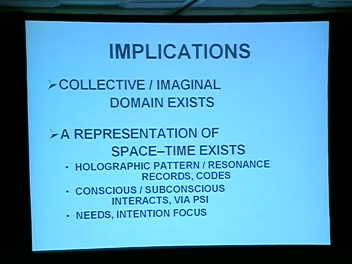 IMPLICATIONS
➢COLLECTIVE / IMAGINAL
DOMAIN EXISTS
➢A REPRESENTATION OF
SPACE–TIME EXISTS
• HOLOGRAPHIC PATTERN / RESONANCE
RECORDS, CODES
• CONSCIOUS / SUBCONSCIOUS
INTERACTS, VIA PSI
• NEEDS, INTENTION FOCUS